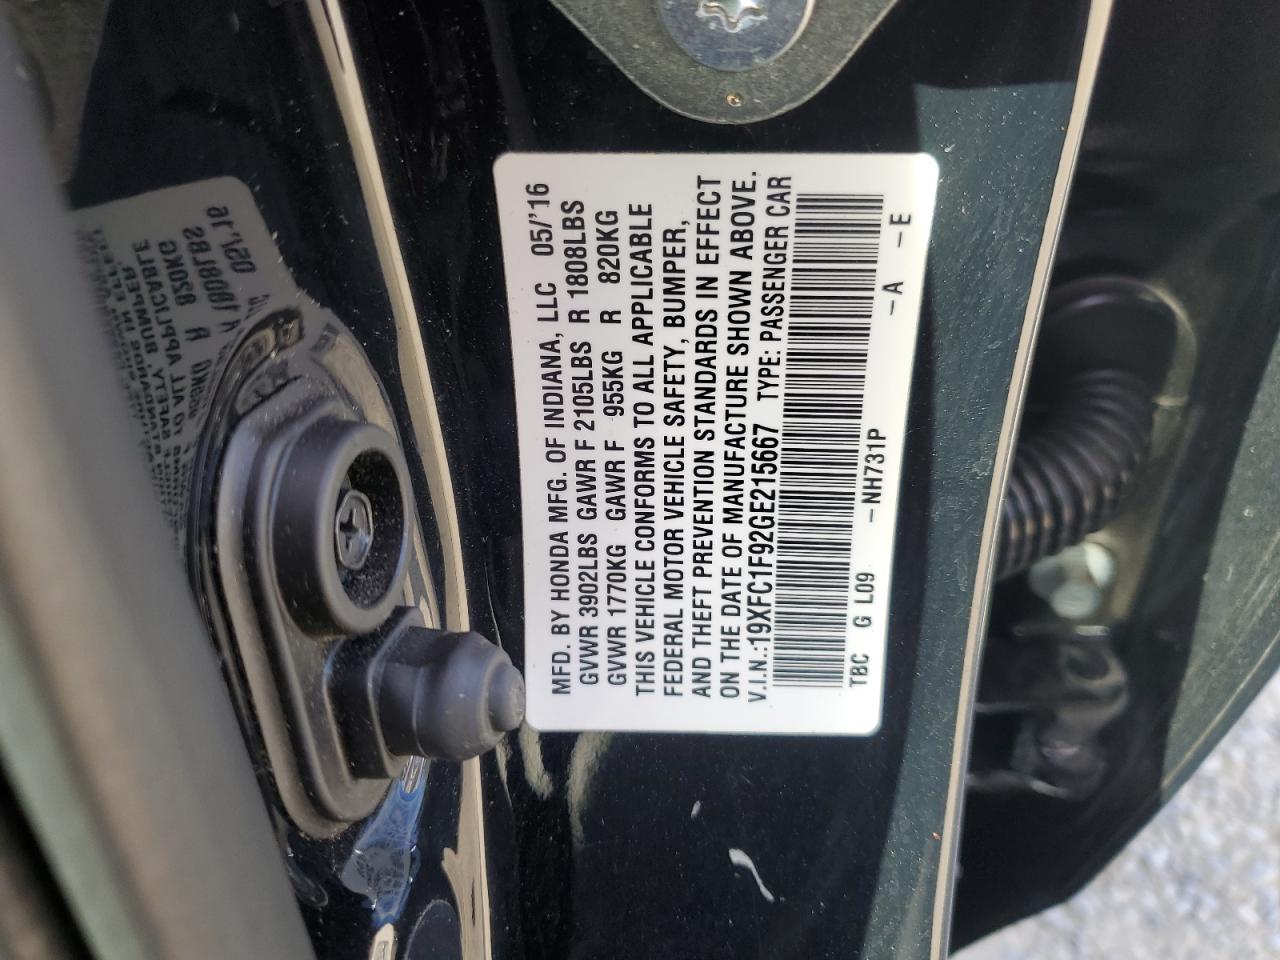 MFD. BY HONDA MFG. OF INDIANA, LLC 05/'16
GVWR 3902LBS GAWR F 2105LBS R 1808LBS
GVWR 1770KG GAWR F 955KG R 820KG
THIS VEHICLE CONFORMS TO ALL APPLICABLE
FEDERAL MOTOR VEHICLE SAFETY, BUMPER,
AND THEFT PREVENTION STANDARDS IN EFFECT
ON THE DATE OF MANUFACTURE SHOWN ABOVE.
V.I.N.:19XFC1F92GE215667 TYPE: PASSENGER CAR
TBC G L09 -NH731P -A -E